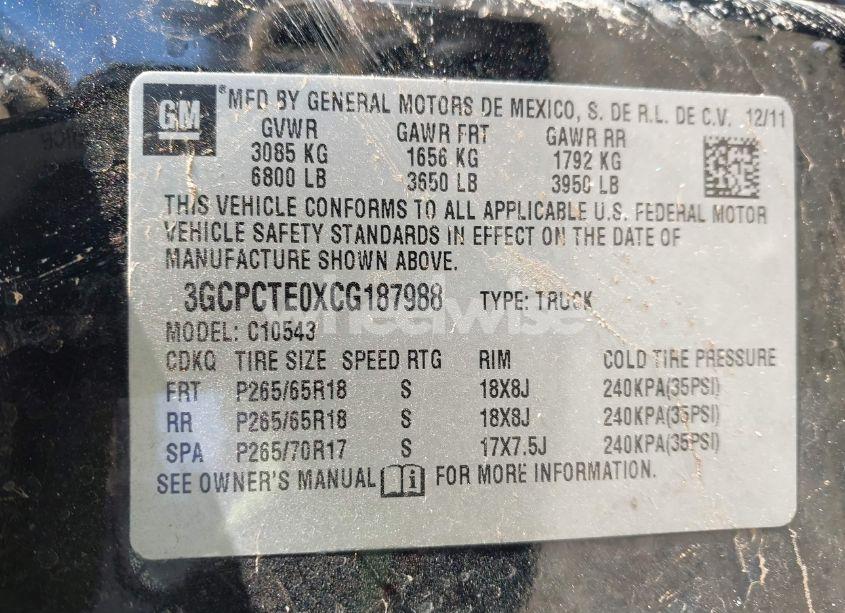 GM
®MFD BY GENERAL MOTORS DE MEXICO, S. DE R.L. DE C.V. 12/11
GVWR GAWR FRT GAWR RR
3085 KG 1656 KG 1792 KG
6800 LB 3650 LB 3950 LB
THIS VEHICLE CONFORMS TO ALL APPLICABLE U.S. FEDERAL MOTOR
VEHICLE SAFETY STANDARDS IN EFFECT ON THE DATE OF
MANUFACTURE SHOWN ABOVE.
3GCPCTE0XCG187988 TYPE: TRUCK
wheelwise
MODEL: C10543
CDKQ TIRE SIZE SPEED RTG RIM COLD TIRE PRESSURE
FRT P265/65R18 S 18X8J 240KPA(35PSI)
RR P265/65R18 S 18X8J 240KPA(35PSI)
SPA P265/70R17 S 17X7.5J 240KPA(35PSI)
SEE OWNER'S MANUAL FOR MORE INFORMATION.